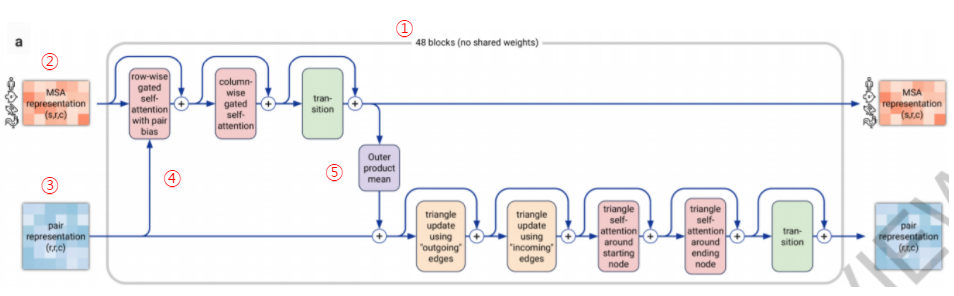 ①
48 blocks (no shared weights)
a
②
MSA
representation
(s,r,c)
row-wise
gated
self-
attention
with pair
bias
+
column-
wise
gated
self-
attention
+
tran-
sition
+
MSA
representation
(s,r,c)
③
④
⑤
Outer
product
mean
pair
representation
(r,r,c)
+
triangle
update
using
"outgoing"
edges
+
triangle
update
using
"incoming"
edges
+
triangle
self-
attention
around
starting
node
+
triangle
self-
attention
around
ending
node
+
tran-
sition
+
pair
representation
(r,r,c)
VIEW